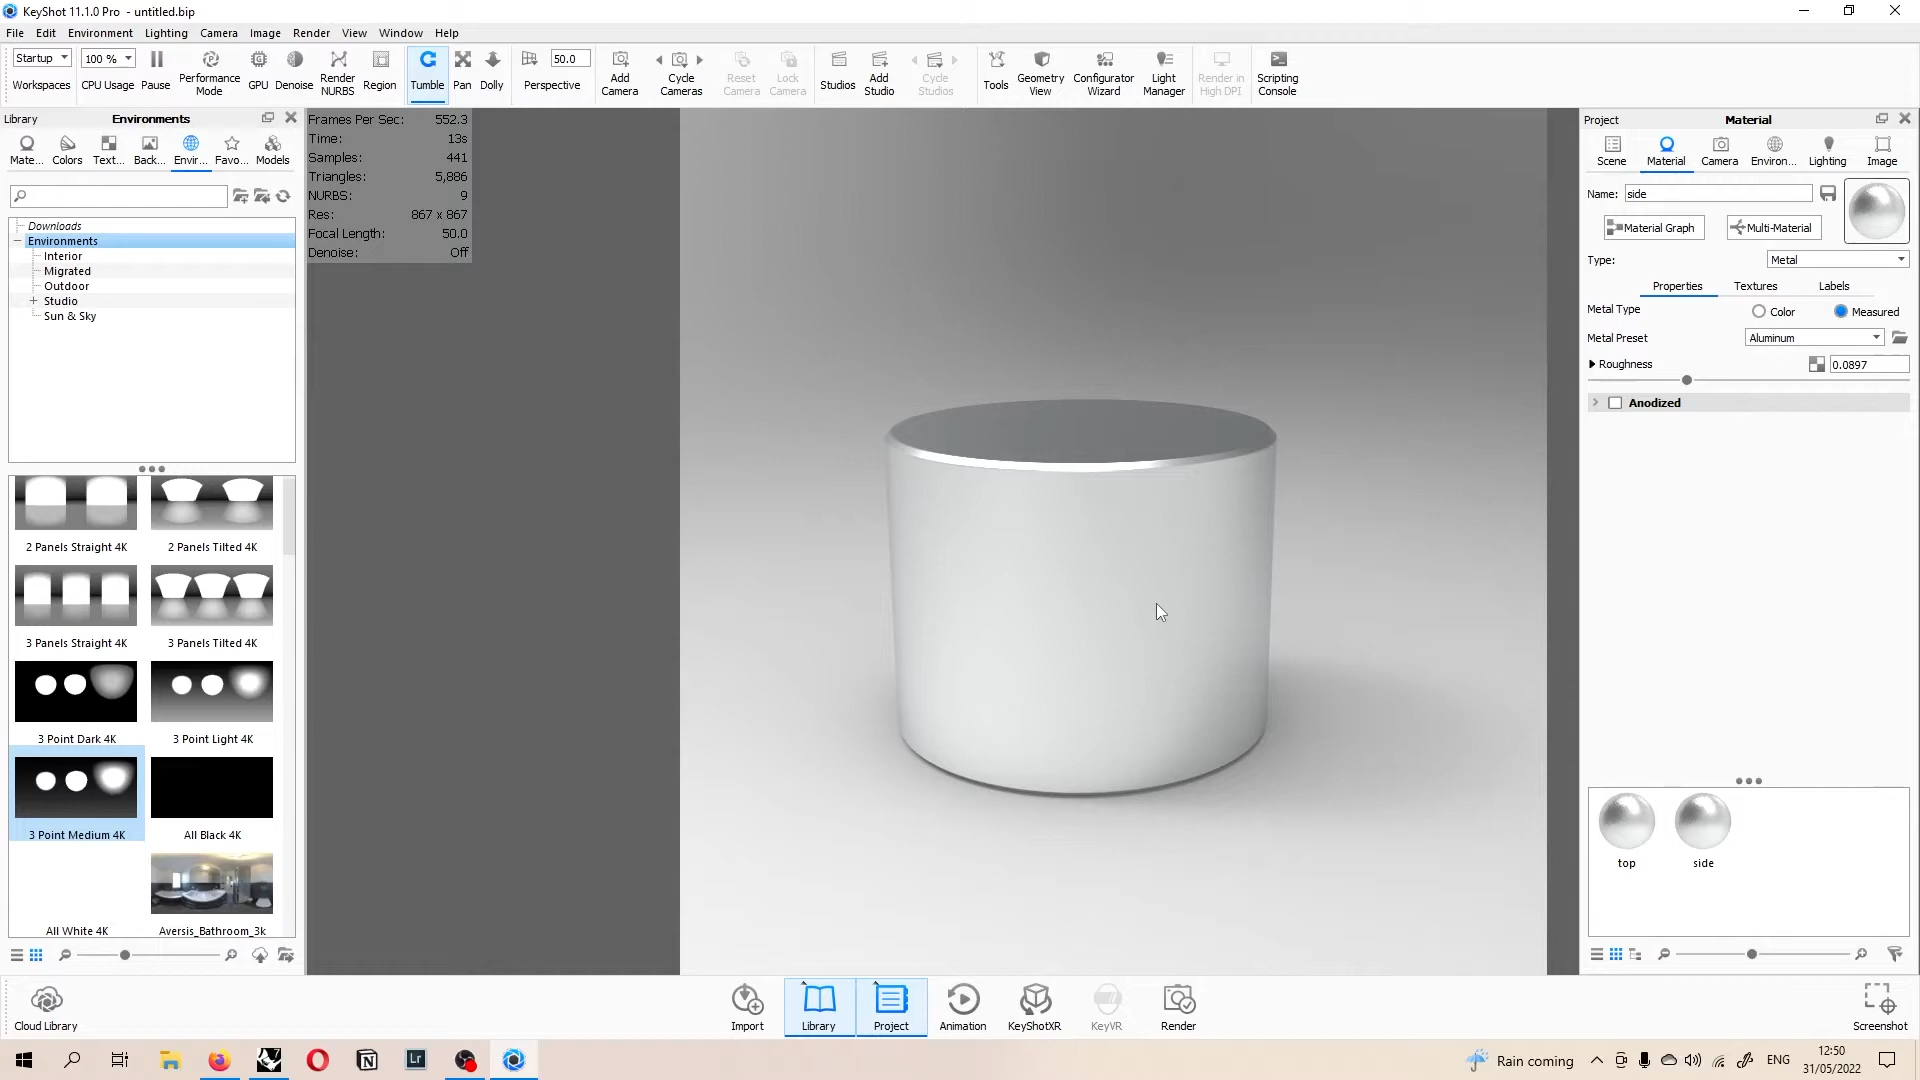 KeyShot 11.1.0 Pro - untitled.bip
File Edit Environment Lighting Camera Image Render View Window Help
Startup
Workspaces
100 %
CPU Usage
Pause
Performance Mode
GPU
Denoise
Render NURBS
Region
Tumble
Pan
Dolly
50.0
Perspective
Add Camera
Cycle Cameras
Reset Camera
Lock Camera
Studios
Add Studio
Cycle Studios
Tools
Geometry View
Configurator Wizard
Light Manager
Render in High DPI
Scripting Console
Library Environments
Mate... Colors Text... Back... Envir... Favo... Models
Downloads
Environments
Interior
Migrated
Outdoor
Studio
Sun & Sky
2 Panels Straight 4K 2 Panels Tilted 4K
3 Panels Straight 4K 3 Panels Tilted 4K
3 Point Dark 4K 3 Point Light 4K
3 Point Medium 4K All Black 4K
All White 4K Aversis_Bathroom_3k
Frames Per Sec: 552.3
Time: 13s
Samples: 441
Triangles: 5,886
NURBS: 9
Res: 867 x 867
Focal Length: 50.0
Denoise: Off
Project Material
Scene Material Camera Environ... Lighting Image
Name: side
Material Graph Multi-Material
Type: Metal
Properties Textures Labels
Metal Type Color Measured
Metal Preset Aluminum
Roughness 0.0897
Anodized
top side
Cloud Library
Import Library Project Animation KeyShotXR KeyVR Render
Screenshot
Lr
Rain coming
ENG
12:50
31/05/2022